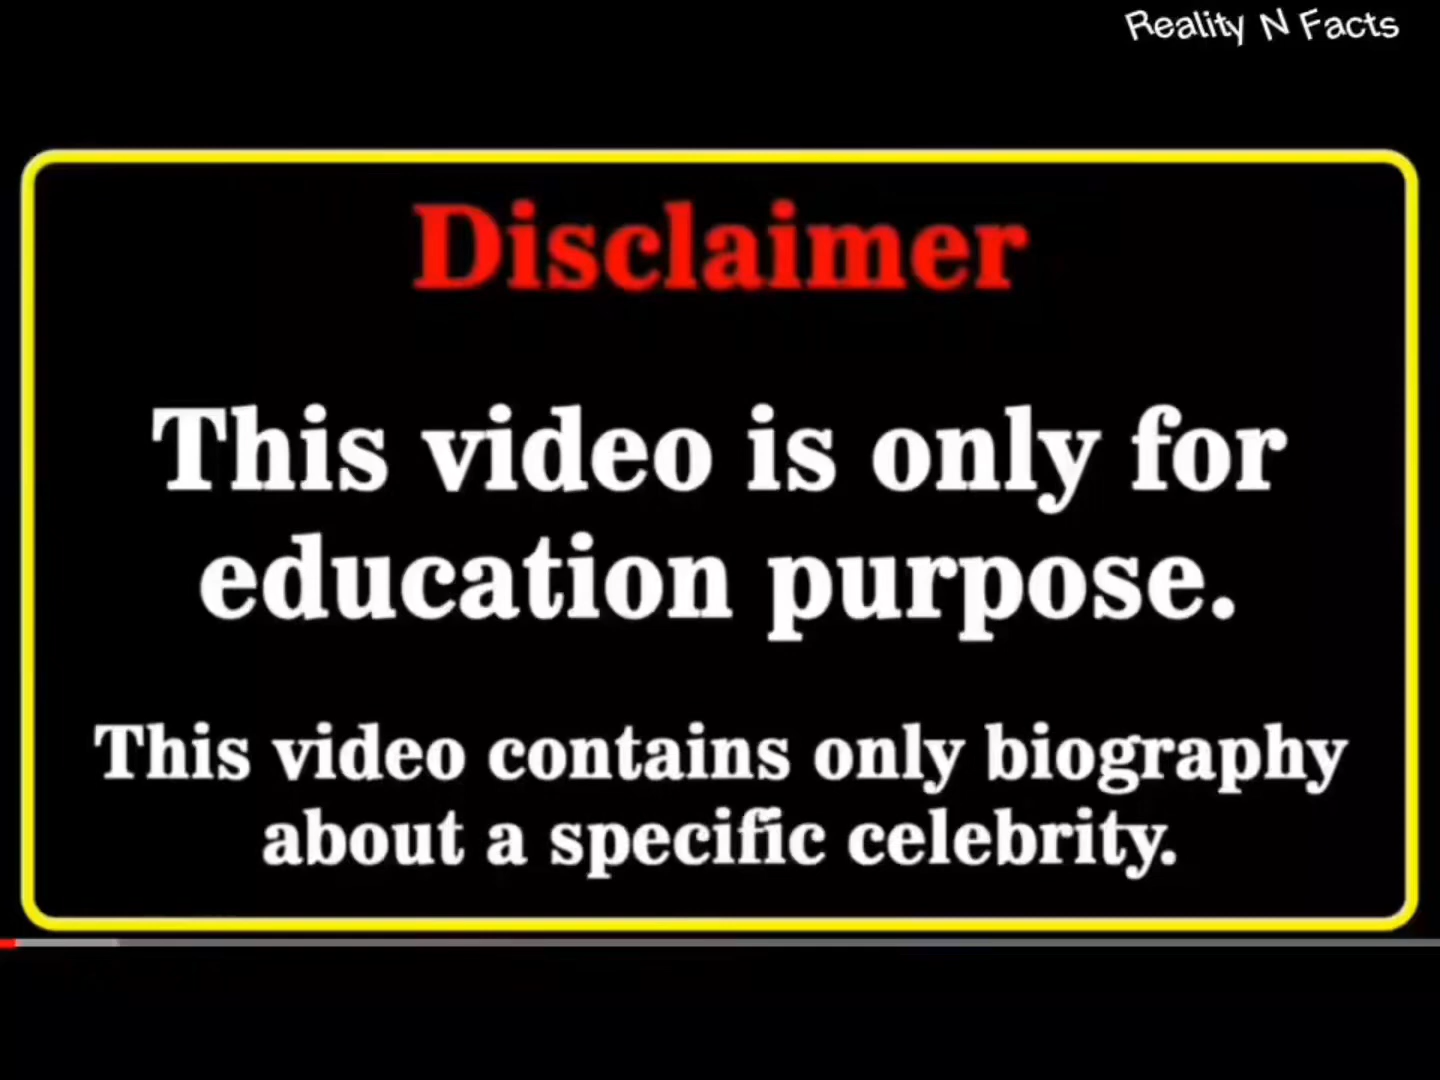 Reality N Facts
Disclaimer
This video is only for
education purpose.
This video contains only biography
about a specific celebrity.